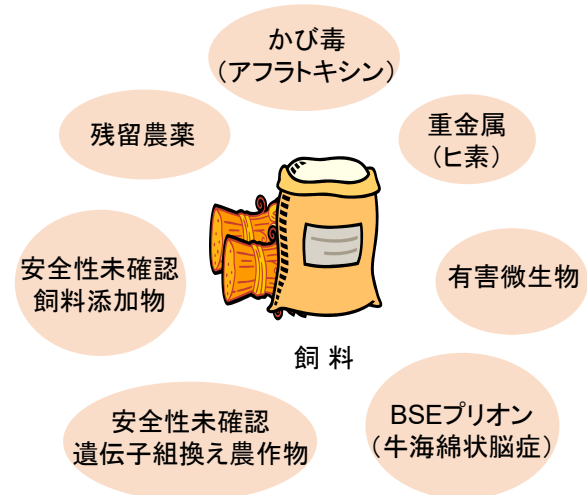 かび毒
（アフラトキシン）
残留農薬
重金属
（ヒ素）
安全性未確認
飼料添加物
有害微生物
飼 料
安全性未確認
遺伝子組換え農作物
BSEプリオン
（牛海綿状脳症）